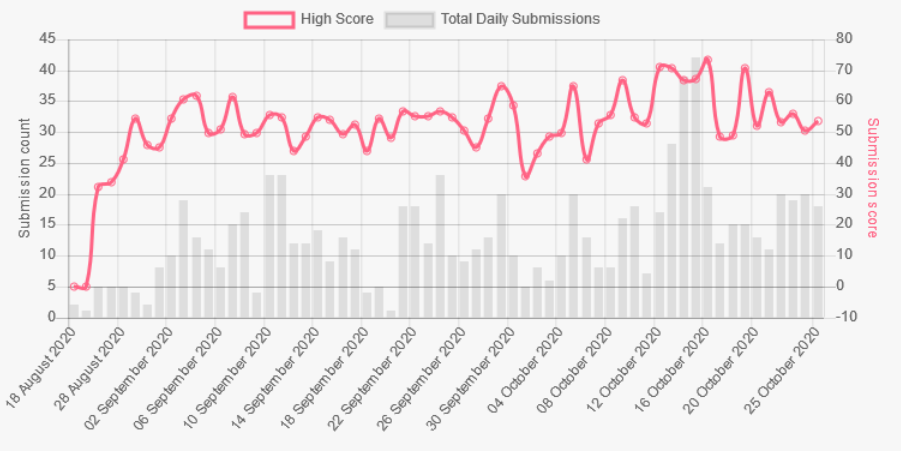 High Score Total Daily Submissions
45 80
40 70
35 60
30 50
25 40
20 30
15 20
10 10
5 0
0 -10
Submission count
Submission score
18 August 2020
28 August 2020
02 September 2020
06 September 2020
10 September 2020
14 September 2020
18 September 2020
22 September 2020
26 September 2020
30 September 2020
04 October 2020
08 October 2020
12 October 2020
16 October 2020
20 October 2020
25 October 2020